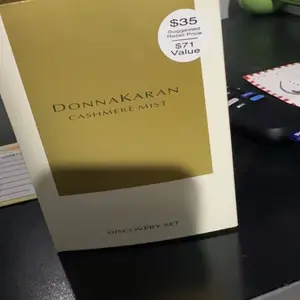 $35
Suggested
Retail Price
$71
Value
DONNAKARAN
CASHMERE MIST
DISCOVERY SET